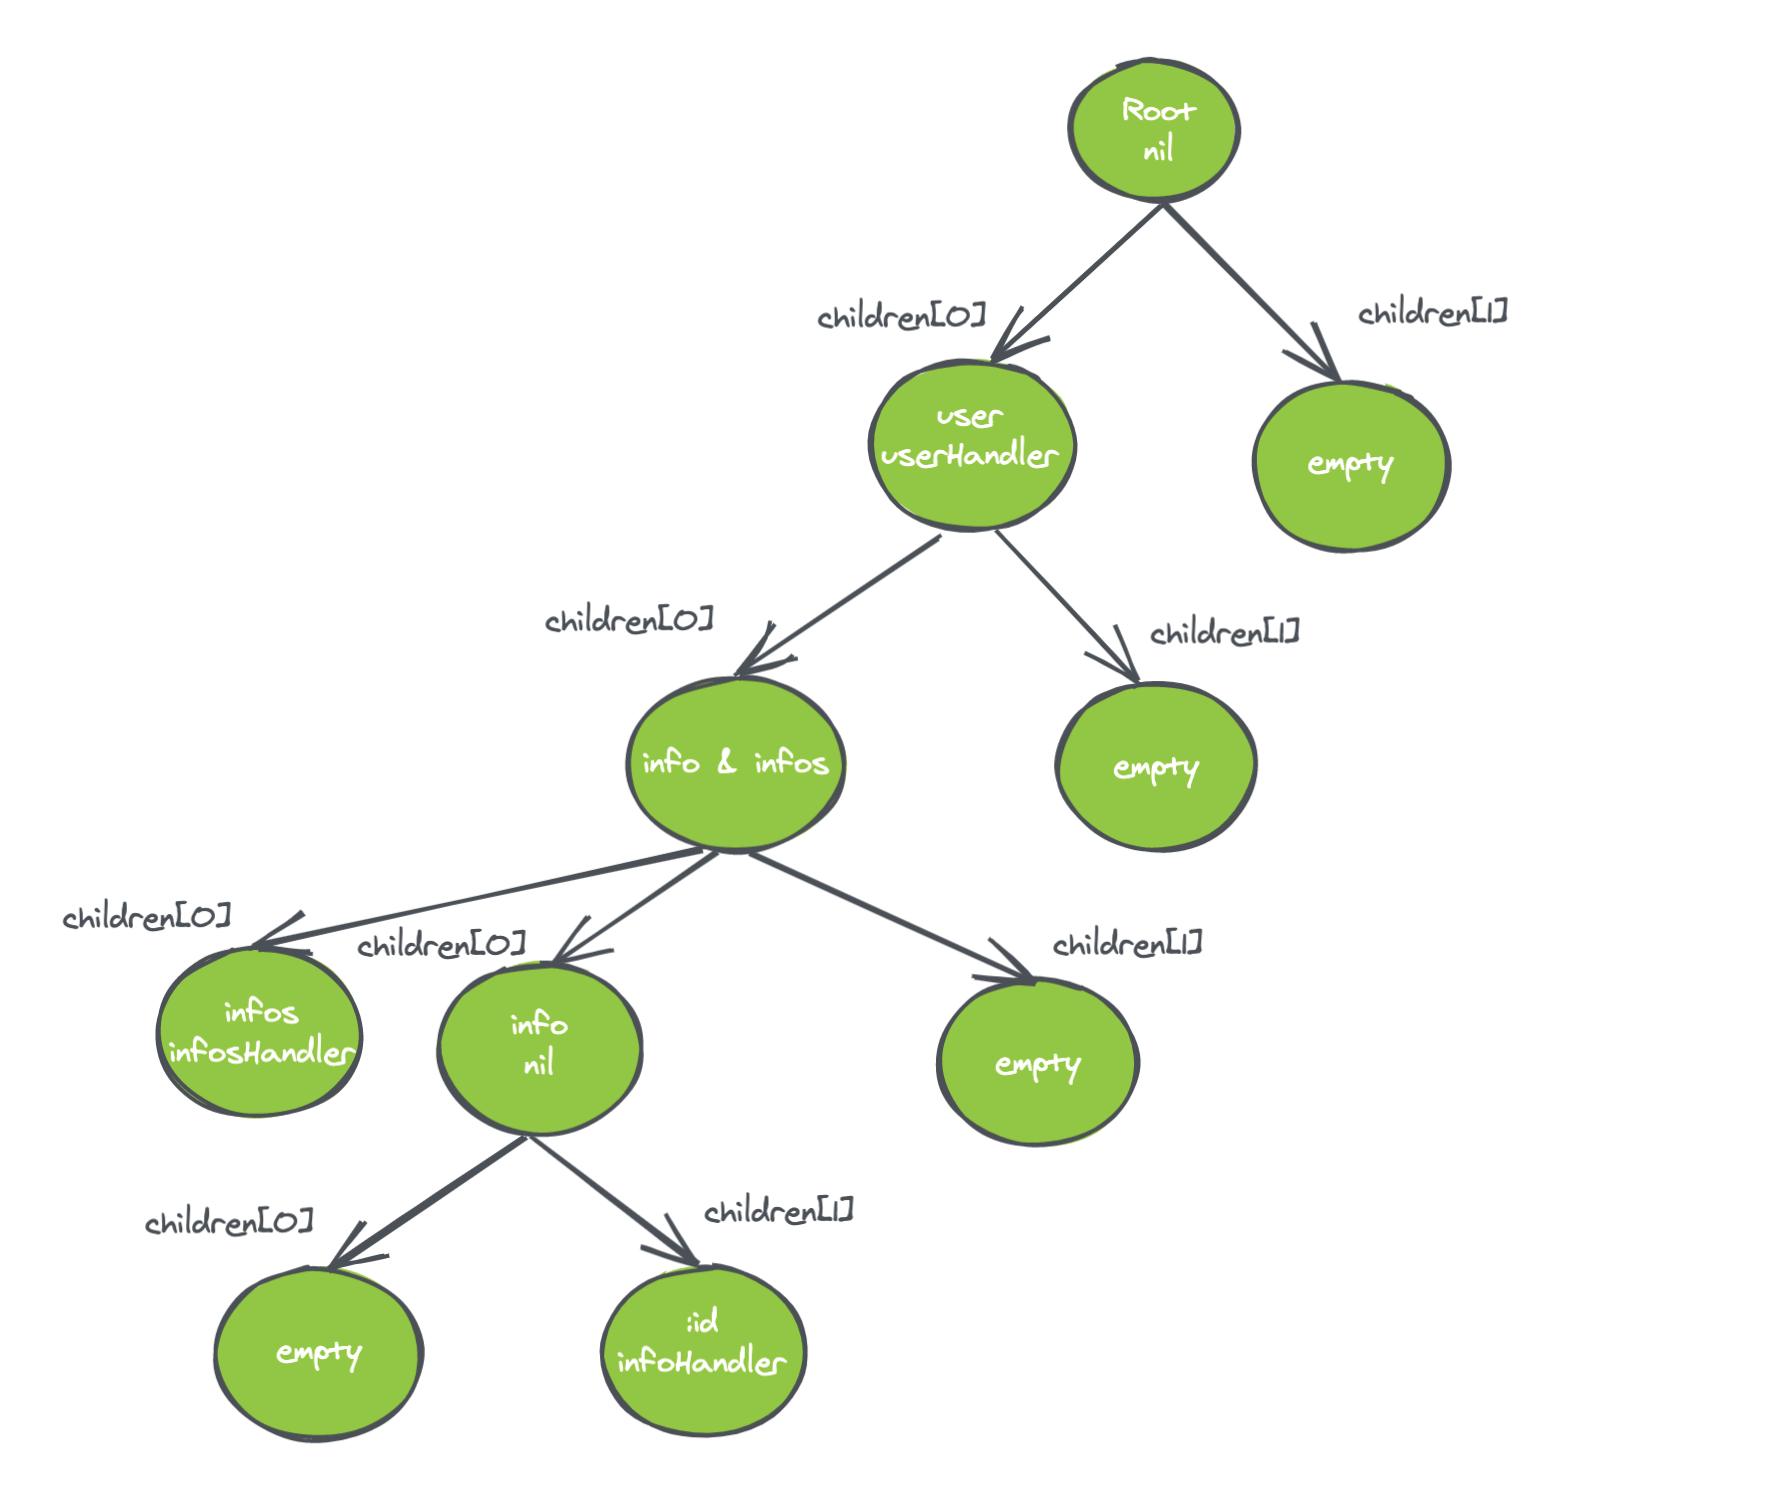 Root
nil
children[0]
children[1]
user
userHandler
empty
children[0]
children[1]
info & infos
empty
children[0]
children[0]
children[1]
infos
infosHandler
info
nil
empty
children[0]
children[1]
empty
:id
infoHandler